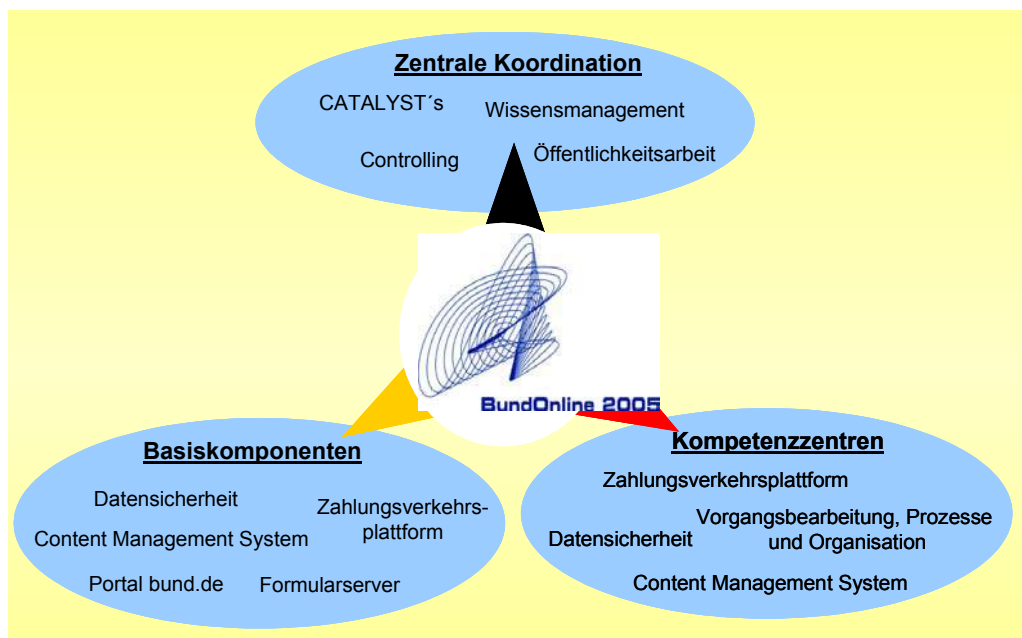 Zentrale Koordination
CATALYST´s
Wissensmanagement
Controlling
Öffentlichkeitsarbeit
BundOnline 2005
Basiskomponenten
Datensicherheit
Zahlungsverkehrs-
plattform
Content Management System
Portal bund.de
Formularserver
Kompetenzzentren
Zahlungsverkehrsplattform
Vorgangsbearbeitung, Prozesse
und Organisation
Datensicherheit
Content Management System